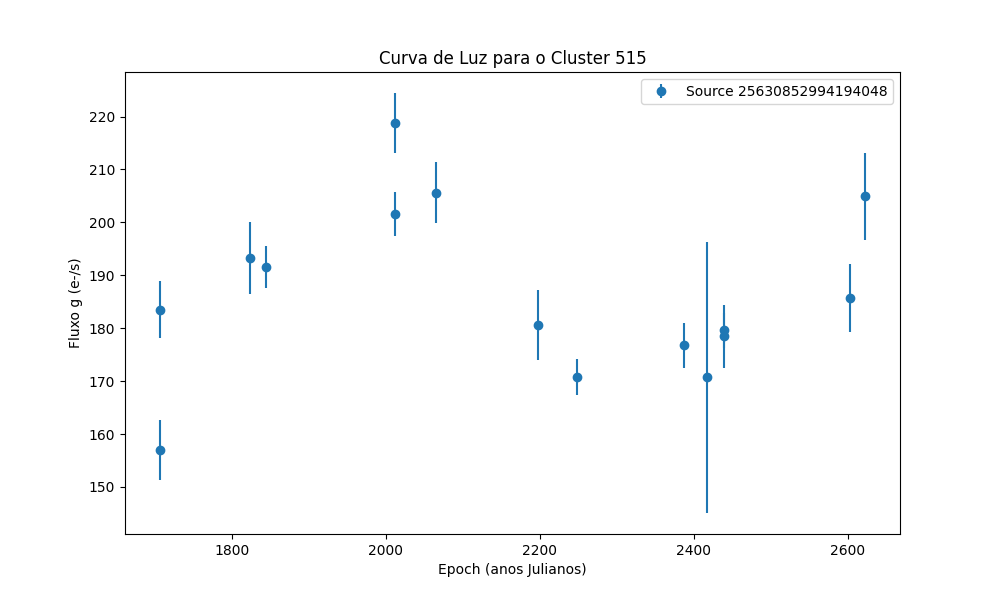 Curva de Luz para o Cluster 515
Source 25630852994194048
Fluxo g (e-/s)
220
210
200
190
180
170
160
150
1800 2000 2200 2400 2600
Epoch (anos Julianos)